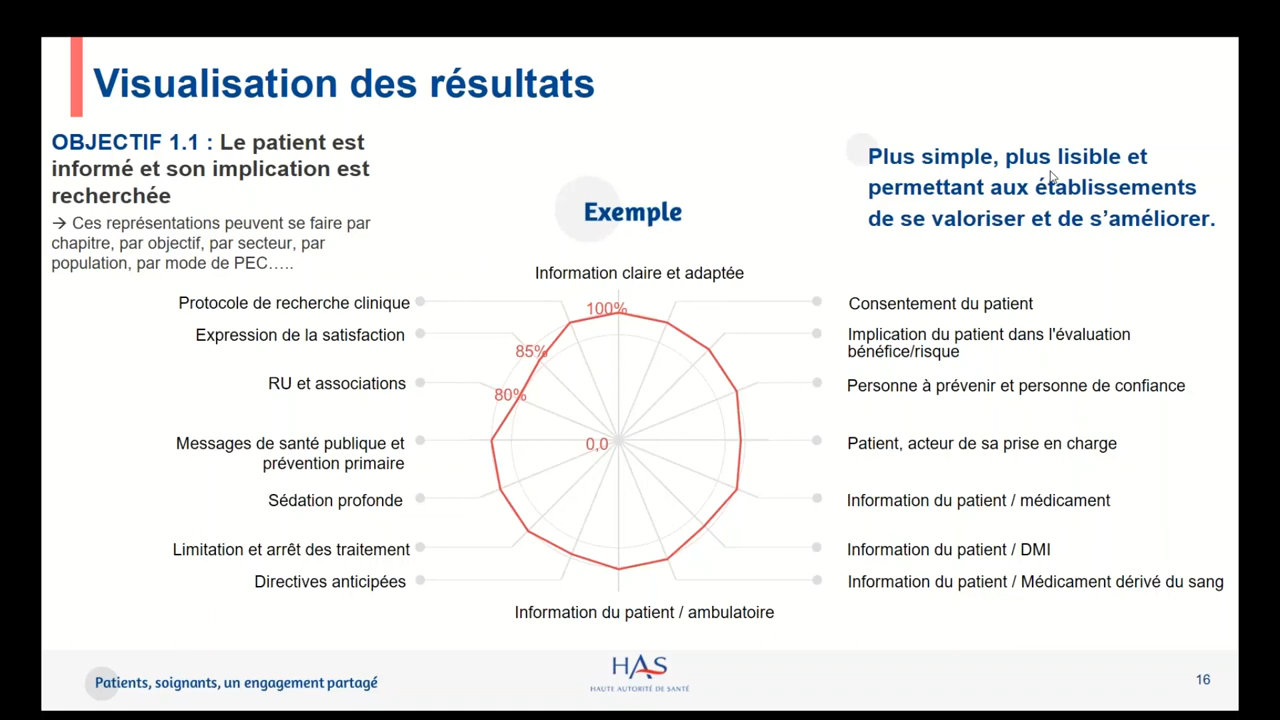 Visualisation des résultats
OBJECTIF 1.1 : Le patient est
informé et son implication est
recherchée
→ Ces représentations peuvent se faire par
chapitre, par objectif, par secteur, par
population, par mode de PEC…..
Exemple
Plus simple, plus lisible et
permettant aux établissements
de se valoriser et de s’améliorer.
Information claire et adaptée
Protocole de recherche clinique
Expression de la satisfaction
RU et associations
Messages de santé publique et
prévention primaire
Sédation profonde
Limitation et arrêt des traitement
Directives anticipées
100%
85%
80%
0,0
Consentement du patient
Implication du patient dans l'évaluation
bénéfice/risque
Personne à prévenir et personne de confiance
Patient, acteur de sa prise en charge
Information du patient / médicament
Information du patient / DMI
Information du patient / Médicament dérivé du sang
Information du patient / ambulatoire
Patients, soignants, un engagement partagé
HAS
HAUTE AUTORITÉ DE SANTÉ
16